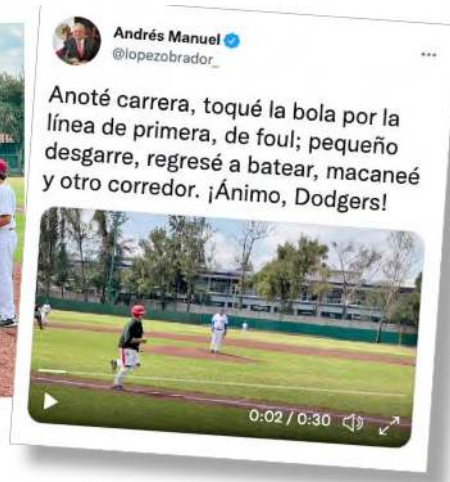 Andrés Manuel
@lopezobrador_
Anoté carrera, toqué la bola por la
línea de primera, de foul; pequeño
desgarre, regresé a batear, macaneé
y otro corredor. ¡Ánimo, Dodgers!
0:02 / 0:30